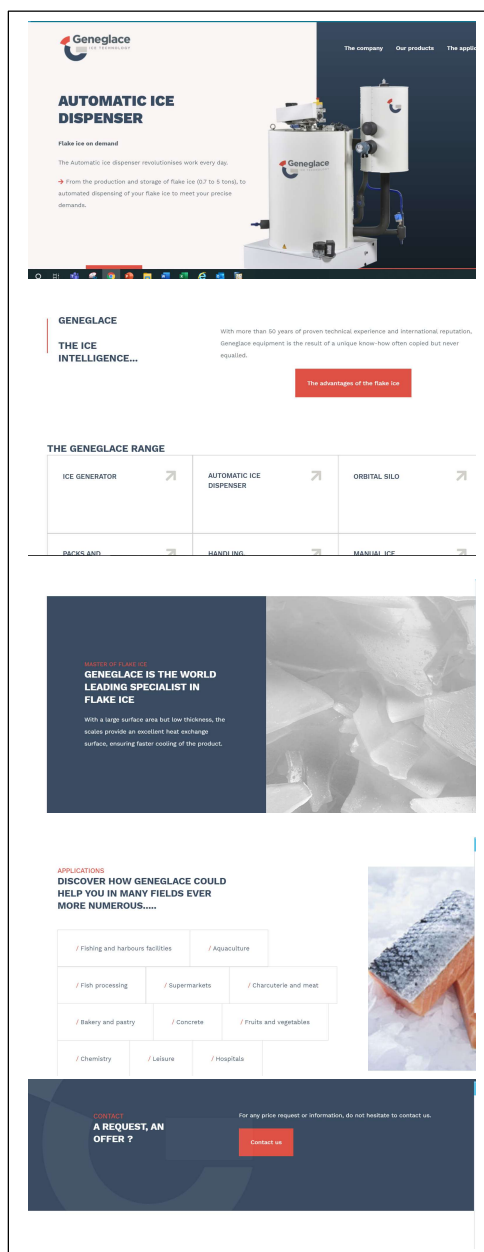 Geneglace
ICE TECHNOLOGY
The company Our products The applic
AUTOMATIC ICE
DISPENSER
Flake ice on demand
The Automatic ice dispenser revolutionises work every day.
→ From the production and storage of flake ice (0.7 to 6 tons), to
automated dispensing of your flake ice to meet your precise
demands.
Geneglace
GENEGLACE
THE ICE
INTELLIGENCE...
With more than 50 years of proven technical experience and international reputation,
Geneglace equipment is the result of a unique know-how often copied but never
equalled.
The advantages of the flake ice
THE GENEGLACE RANGE
ICE GENERATOR
AUTOMATIC ICE
DISPENSER
ORBITAL SILO
PACKS AND
HANDLING
MANUAL ICE
MASTER OF FLAKE ICE
GENEGLACE IS THE WORLD
LEADING SPECIALIST IN
FLAKE ICE
With a large surface area but low thickness, the
scales provide an excellent heat exchange
surface, ensuring faster cooling of the product.
APPLICATIONS
DISCOVER HOW GENEGLACE COULD
HELP YOU IN MANY FIELDS EVER
MORE NUMEROUS.....
/ Fishing and harbours facilities / Aquaculture
/ Fish processing / Supermarkets / Charcuterie and meat
/ Bakery and pastry / Concrete / Fruits and vegetables
/ Chemistry / Leisure / Hospitals
CONTACT
A REQUEST, AN
OFFER ?
For any price request or information, do not hesitate to contact us.
Contact us